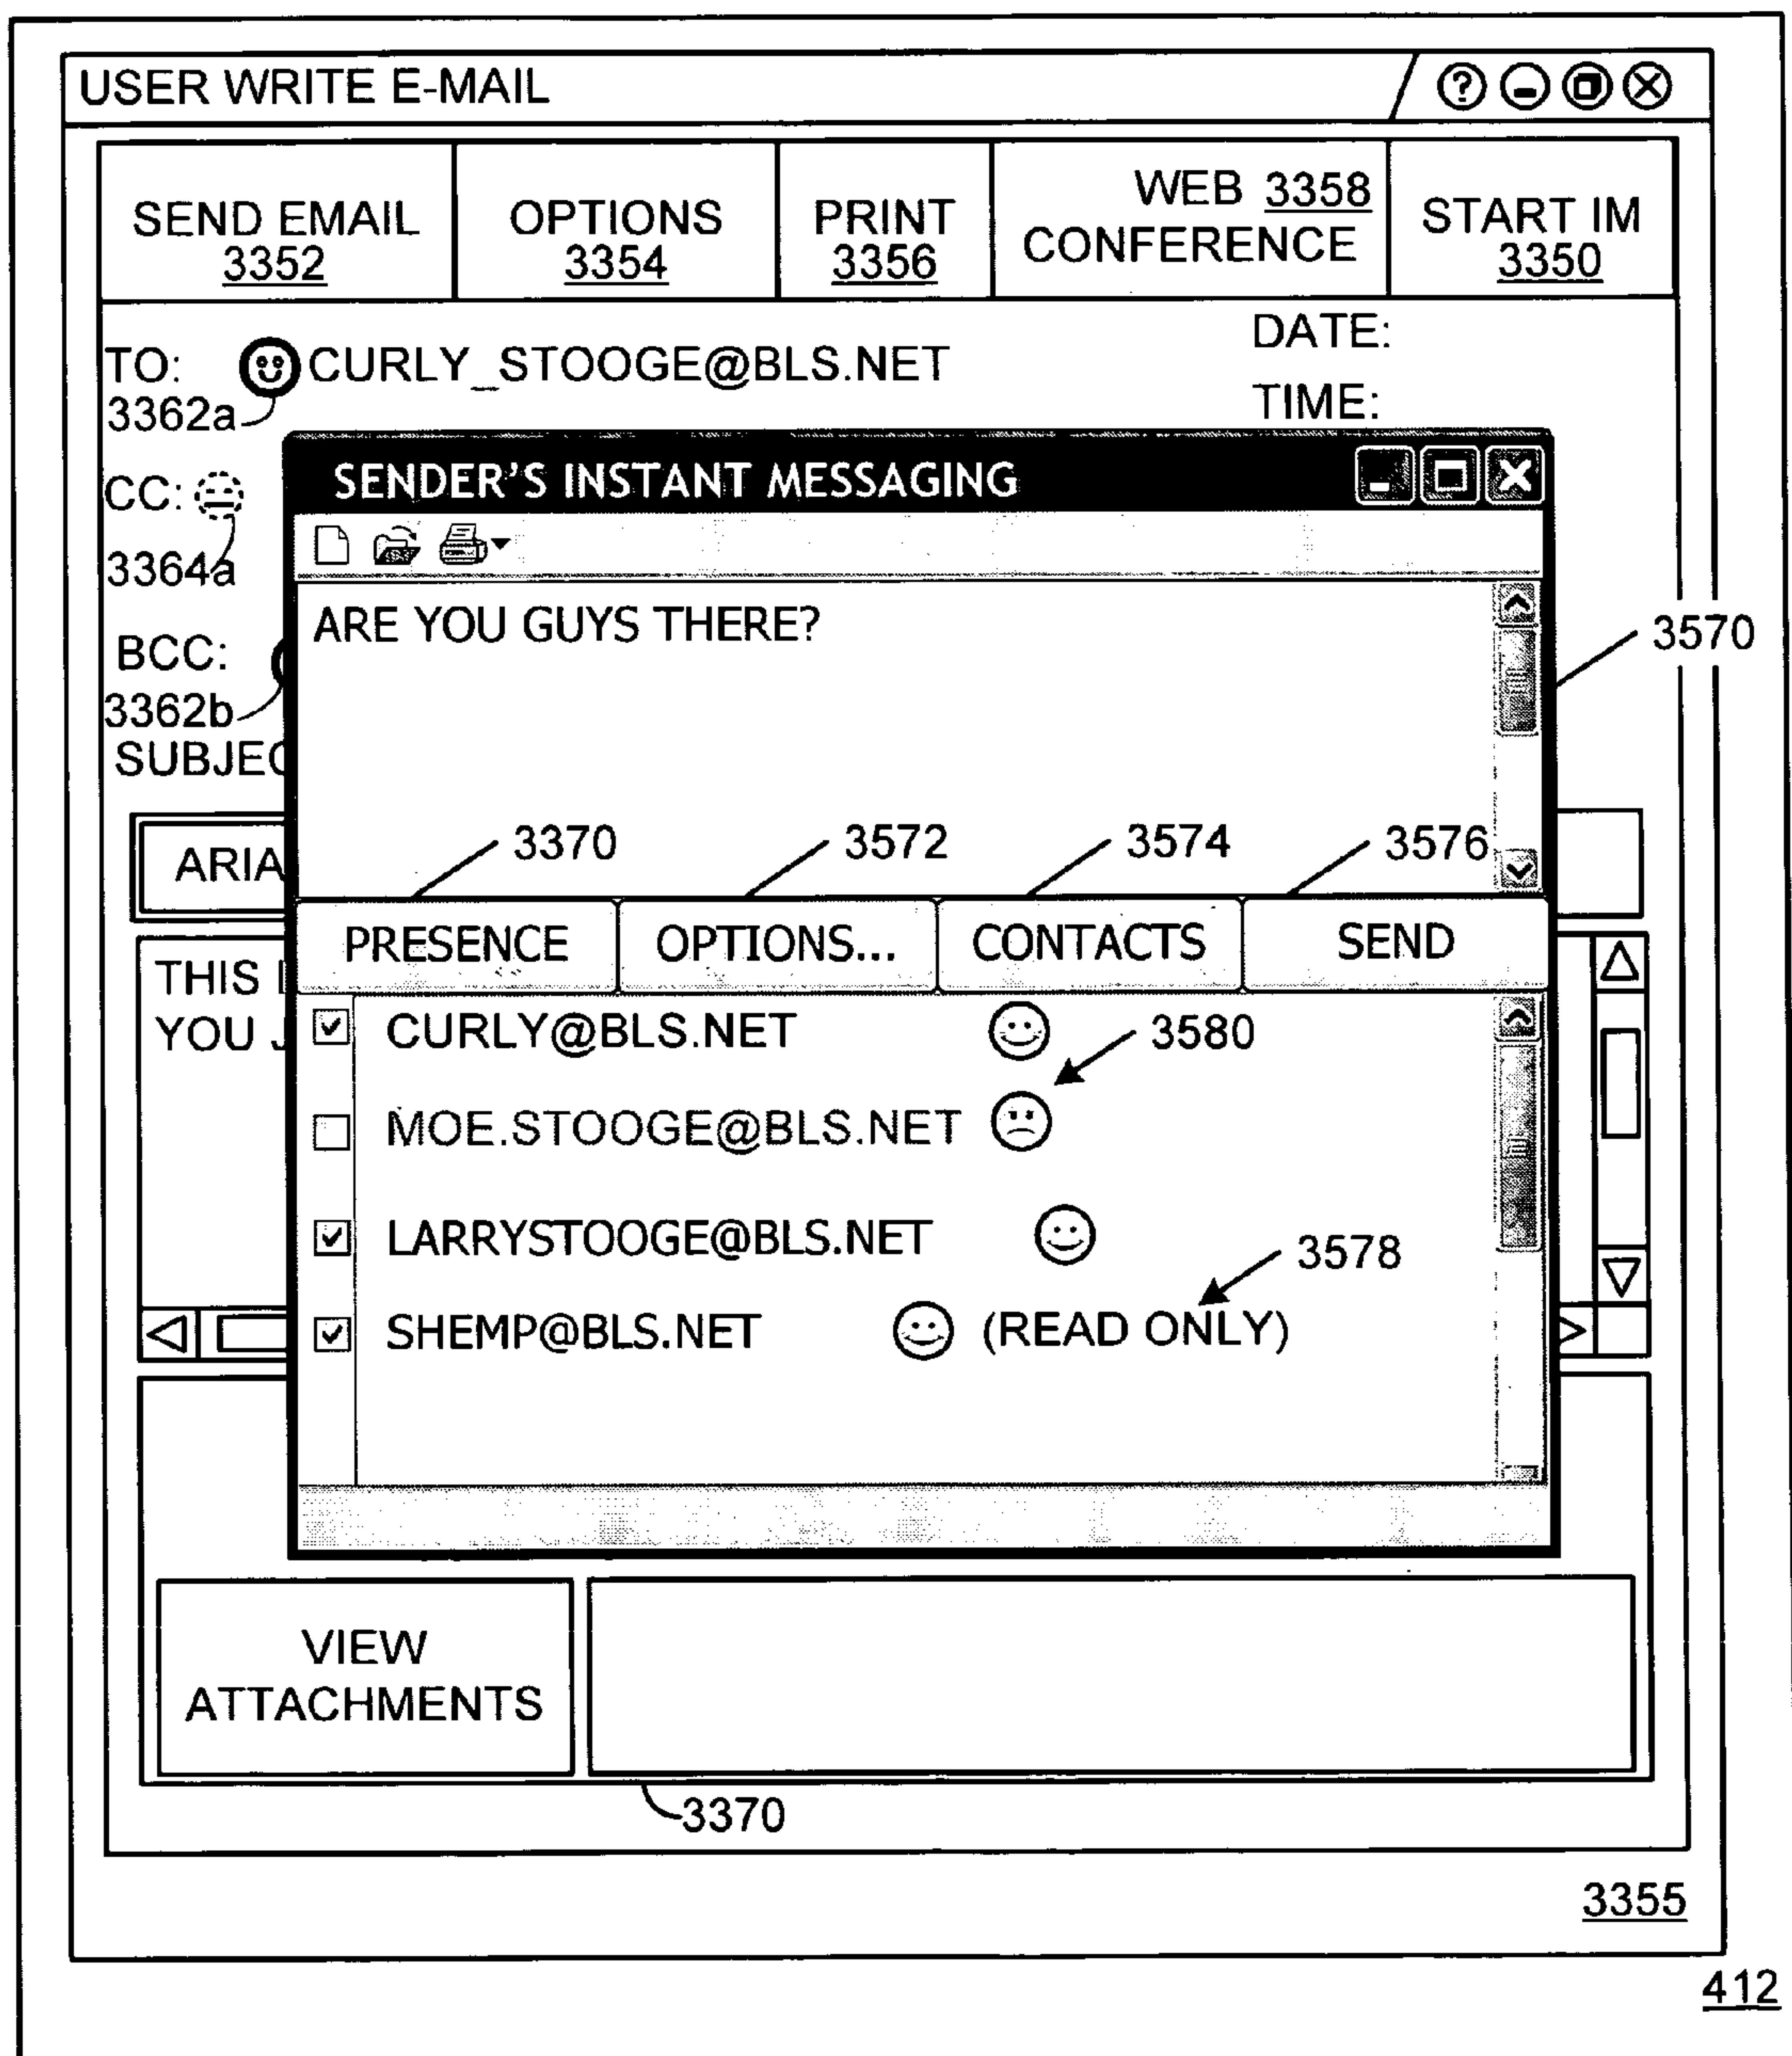 USER WRITE E-MAIL
SEND EMAIL
3352
OPTIONS
3354
PRINT
3356
WEB 3358
CONFERENCE
START IM
3350
TO: CURLY_STOOGE@BLS.NET
DATE:
3362a
TIME:
CC:
3364a
BCC:
3362b
SUBJEC
SENDER'S INSTANT MESSAGING
ARE YOU GUYS THERE?
3570
ARIA
3370
3572
3574
3576
PRESENCE
OPTIONS...
CONTACTS
SEND
THIS
YOU J
CURLY@BLS.NET
3580
MOE.STOOGE@BLS.NET
LARRYSTOOGE@BLS.NET
3578
SHEMP@BLS.NET (READ ONLY)
VIEW
ATTACHMENTS
3370
3355
412